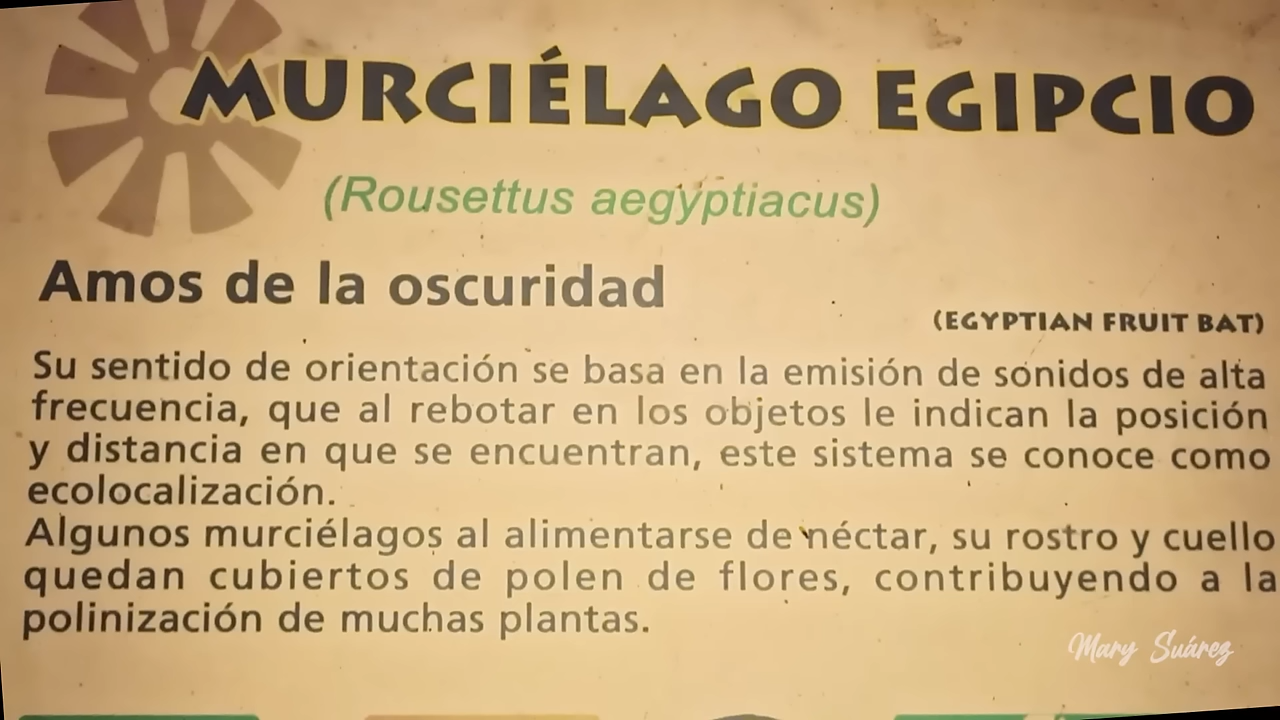 MURCIÉLAGO EGIPCIO
(Rousettus aegyptiacus)
Amos de la oscuridad
(EGYPTIAN FRUIT BAT)
Su sentido de orientación se basa en la emisión de sonidos de alta
frecuencia, que al rebotar en los objetos le indican la posición
y distancia en que se encuentran, este sistema se conoce como
ecolocalización.
Algunos murciélagos al alimentarse de néctar, su rostro y cuello
quedan cubiertos de polen de flores, contribuyendo a la
polinización de muchas plantas.
Mary Suárez